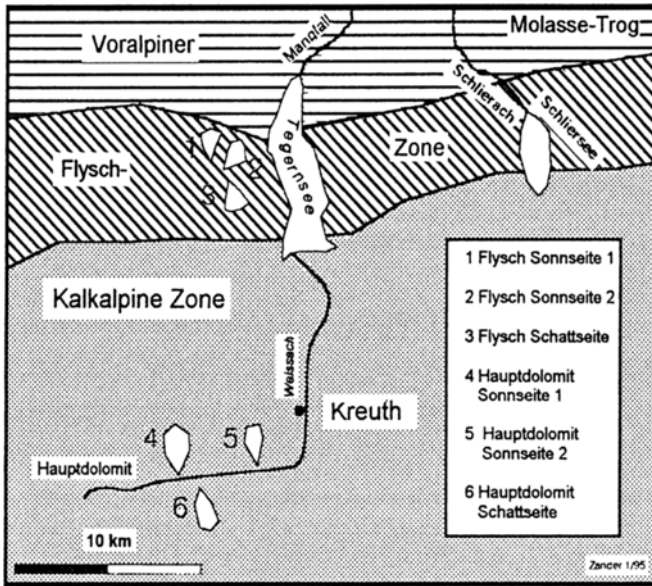 Voralpiner
Mangfall
Molasse-Trog
Schlierach
Schliersee
Tegernsee
Flysch-
Zone
1
2
3
Kalkalpine Zone
Weissach
Kreuth
4
5
Hauptdolomit
6
10 km
1 Flysch Sonnseite 1
2 Flysch Sonnseite 2
3 Flysch Schattseite
4 Hauptdolomit
Sonnseite 1
5 Hauptdolomit
Sonnseite 2
6 Hauptdolomit
Schattseite
Zander 1/95